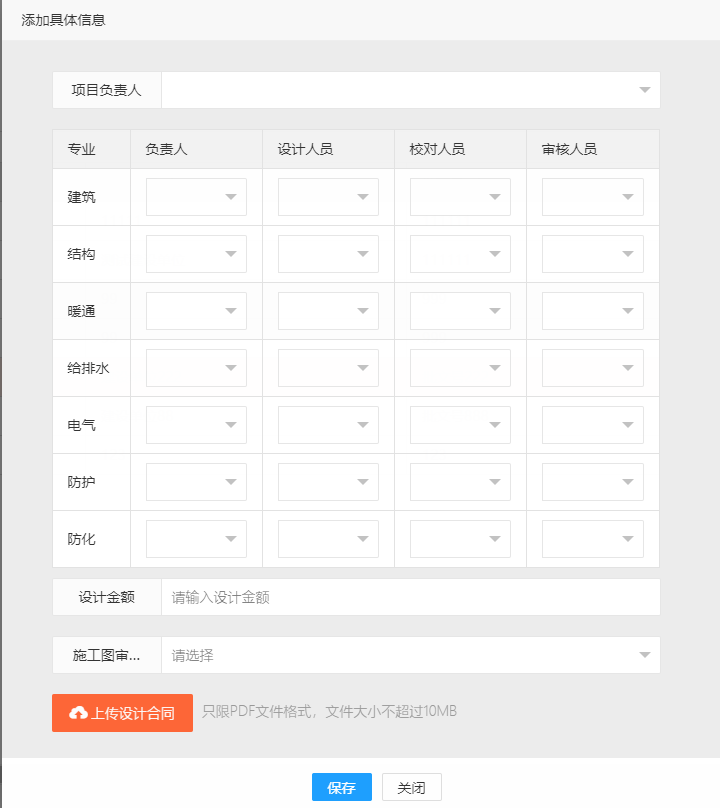 添加具体信息
项目负责人
专业 负责人 设计人员 校对人员 审核人员
建筑
结构
暖通
给排水
电气
防护
防化
设计金额 请输入设计金额
施工图审... 请选择
上传设计合同 只限PDF文件格式，文件大小不超过10MB
保存 关闭